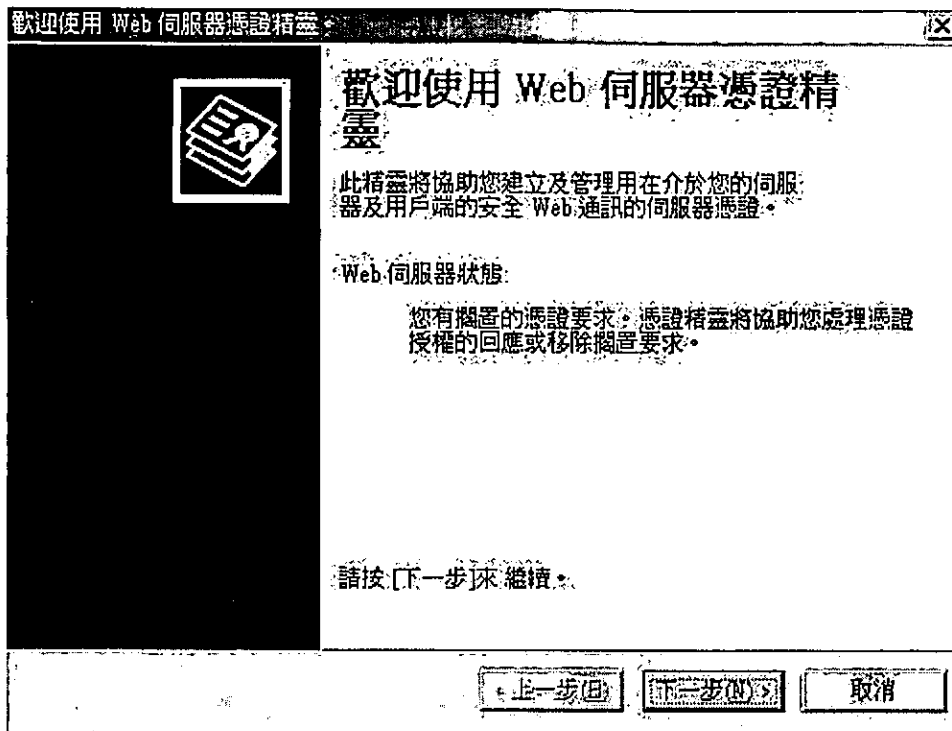 歡迎使用 Web 伺服器憑證精靈
歡迎使用 Web 伺服器憑證精
靈
此精靈將協助您建立及管理用在介於您的伺服
器及用戶端的安全 Web 通訊的伺服器憑證。
Web 伺服器狀態:
您有擱置的憑證要求。憑證精靈將協助您處理憑證
授權的回應或移除擱置要求。
請按 [下一步]來 繼續。
< 上一步(B) 下一步(N) > 取消